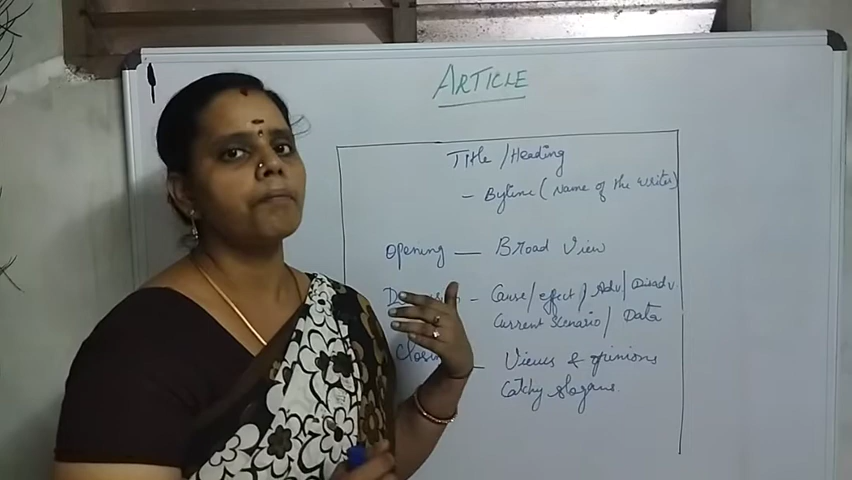 ARTICLE
Title / Heading
- Byline ( Name of the writer)
Opening — Broad View
- Cause / effect / Adv / Disadv
Current Scenario / Data
- Views & opinions
Catchy slogans.